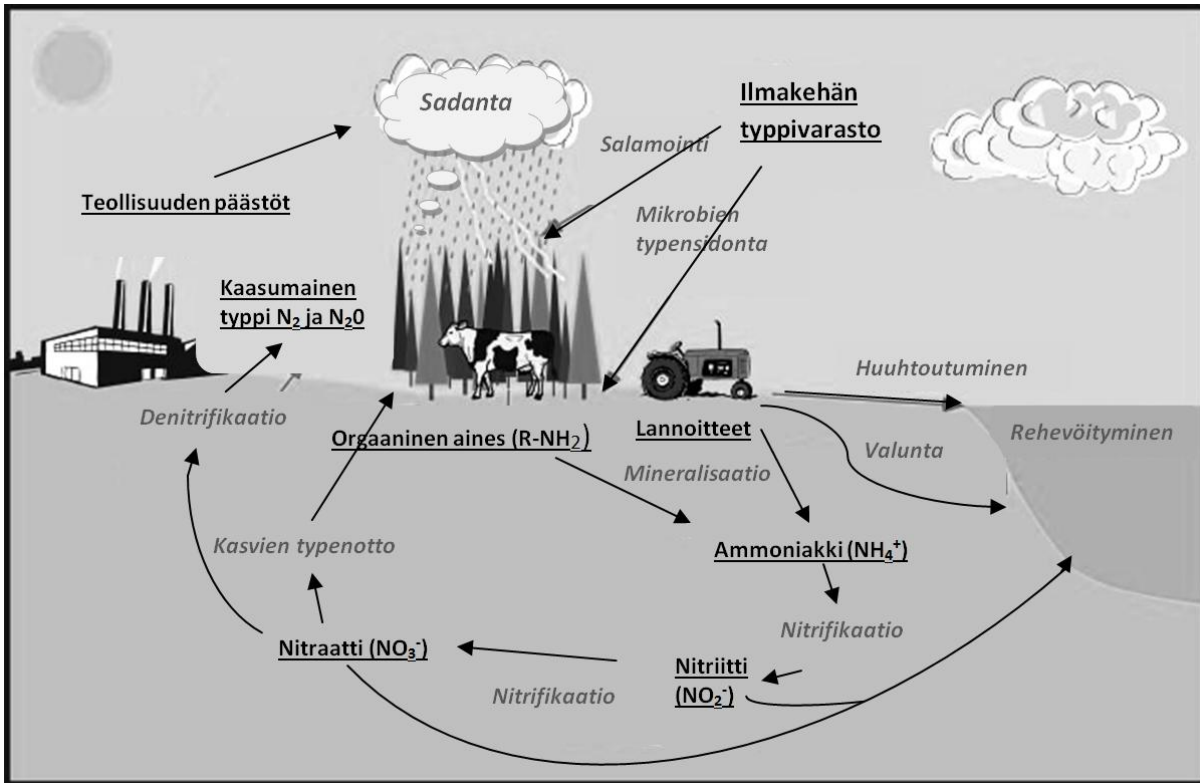 Sadanta
Ilmakehän
typpivarasto
Salamointi
Teollisuuden päästöt
Mikrobien
typensidonta
Kaasumainen
typpi N₂ ja N₂0
Huuhtoutuminen
Denitrifikaatio
Orgaaninen aines (R-NH₂)
Lannoitteet
Rehevöityminen
Valunta
Mineralisaatio
Kasvien typenotto
Ammoniakki (NH₄⁺)
Nitrifikaatio
Nitraatti (NO₃⁻)
Nitriitti
(NO₂⁻)
Nitrifikaatio